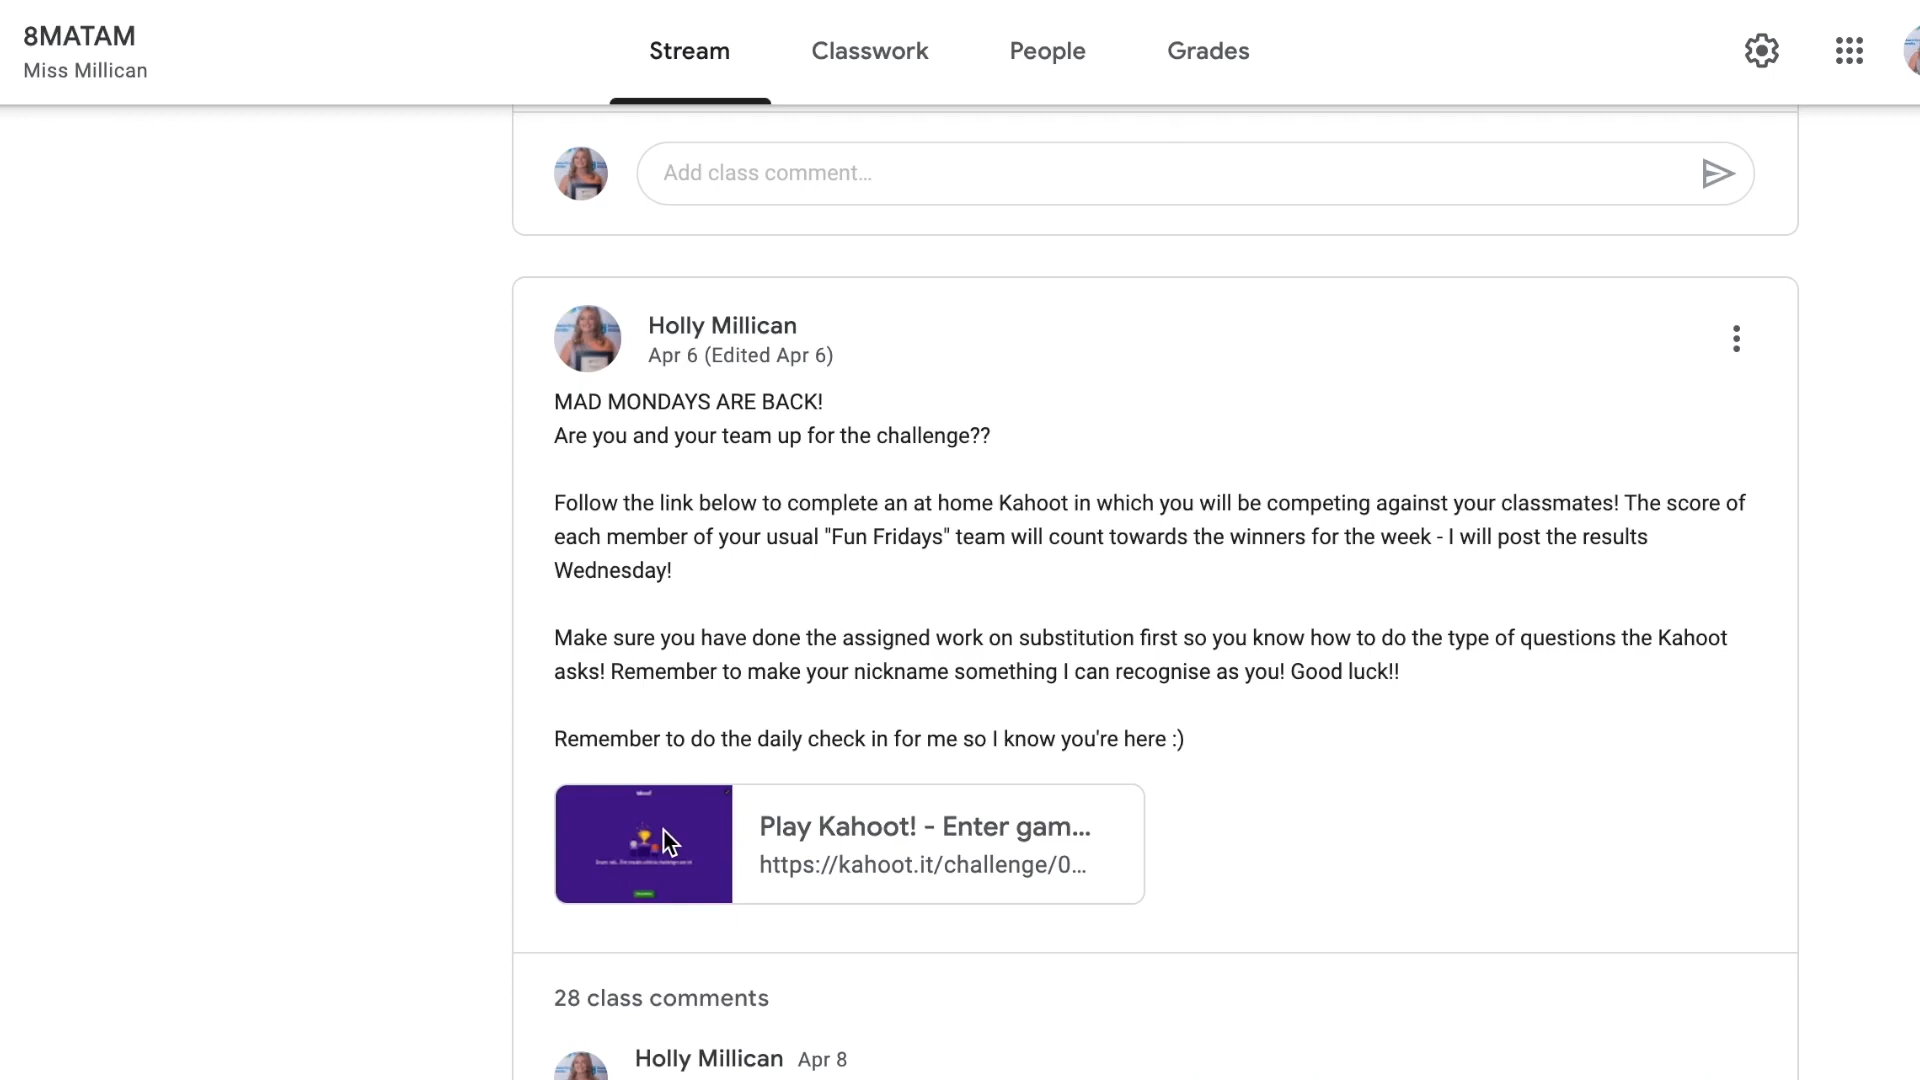 8MATAM
Miss Millican
Stream
Classwork
People
Grades
Add class comment...
Holly Millican
Apr 6 (Edited Apr 6)
MAD MONDAYS ARE BACK!
Are you and your team up for the challenge??
Follow the link below to complete an at home Kahoot in which you will be competing against your classmates! The score of
each member of your usual "Fun Fridays" team will count towards the winners for the week - I will post the results
Wednesday!
Make sure you have done the assigned work on substitution first so you know how to do the type of questions the Kahoot
asks! Remember to make your nickname something I can recognise as you! Good luck!!
Remember to do the daily check in for me so I know you're here :)
Play Kahoot! - Enter gam...
https://kahoot.it/challenge/0...
28 class comments
Holly Millican Apr 8